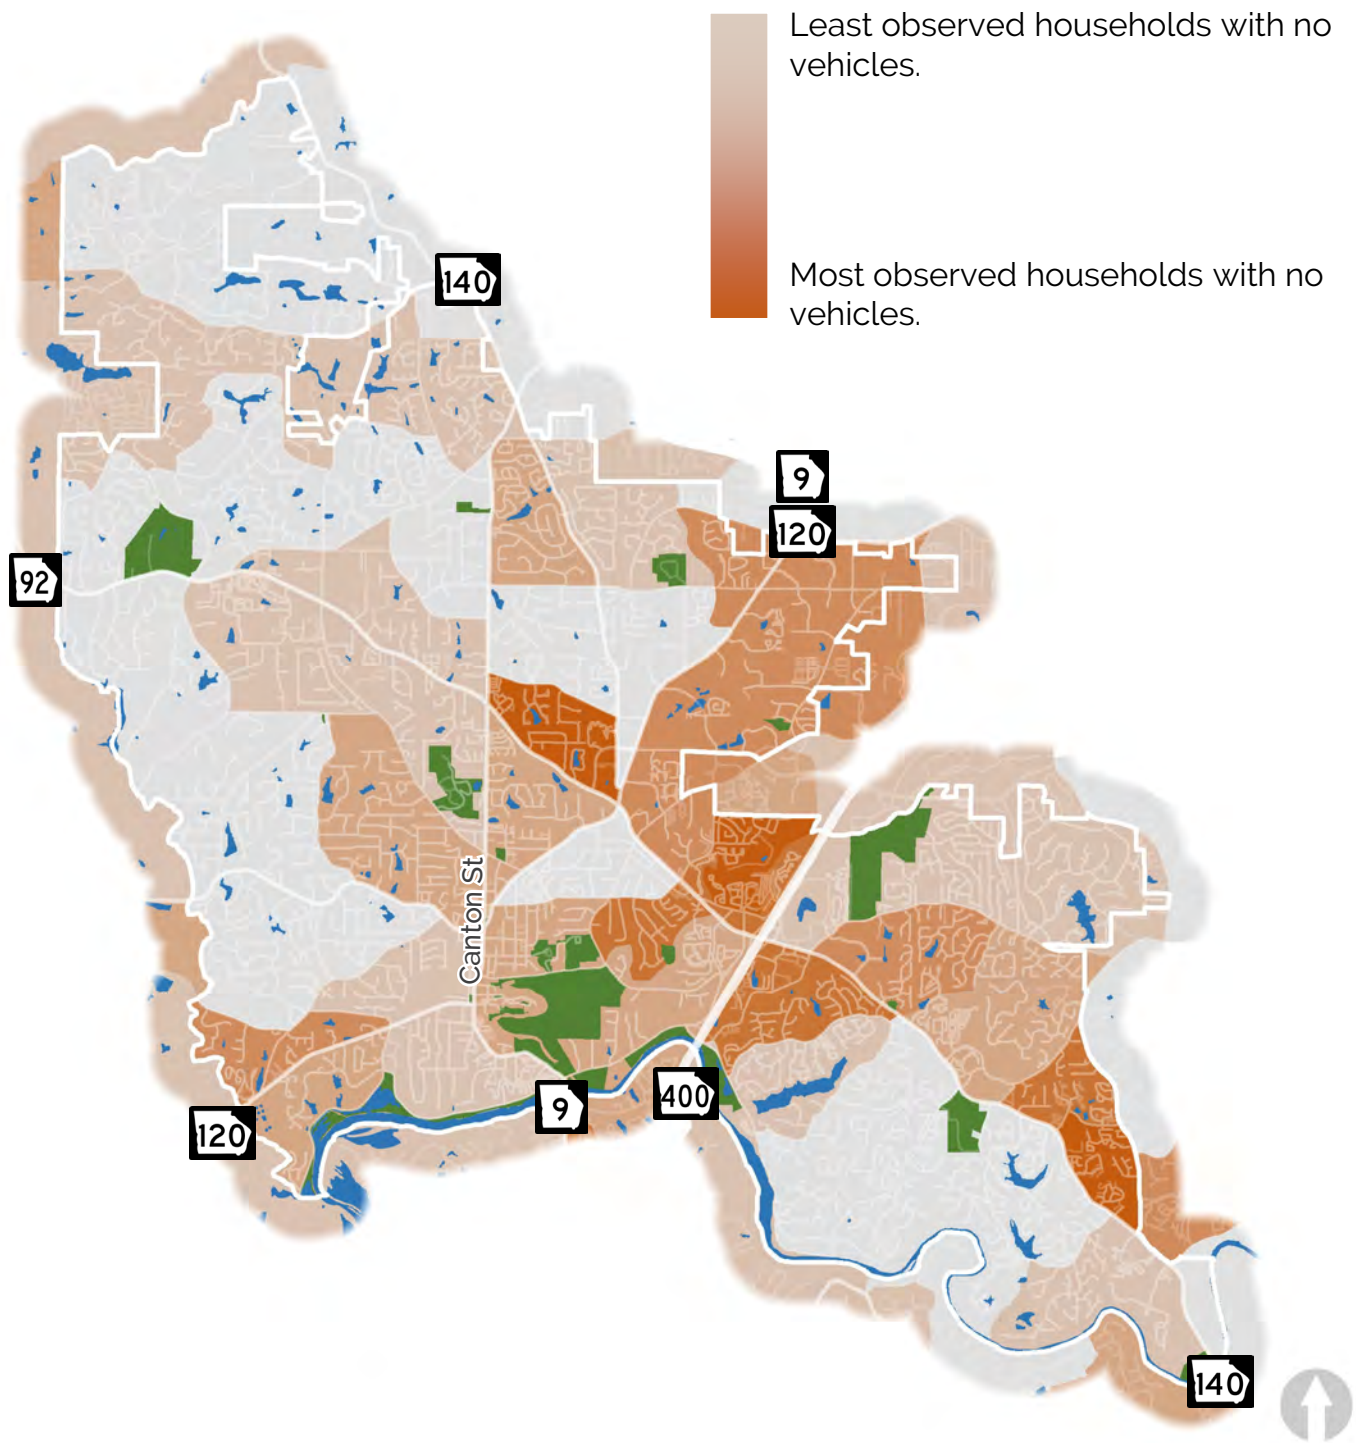 Least observed households with no
vehicles.
Most observed households with no
vehicles.
140
9
120
92
Canton St
9
400
120
140